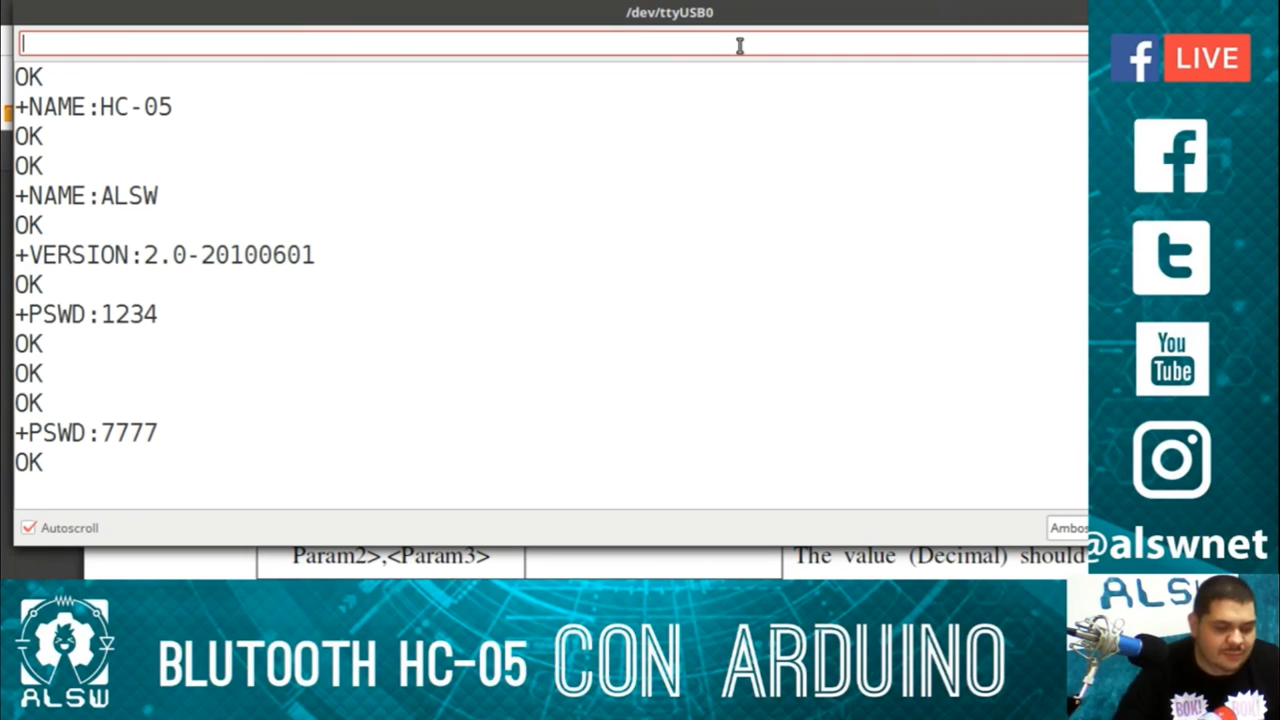 /dev/ttyUSB0
OK
+NAME:HC-05
OK
OK
+NAME:ALSW
OK
+VERSION:2.0-20100601
OK
+PSWD:1234
OK
OK
OK
+PSWD:7777
OK
Autoscroll
Ambos
Param2>,<Param3>
The value (Decimal) should
f LIVE
You
Tube
@alswnet
ALSW
BLUTOOTH HC-05 CON ARDUINO
ALSW
BOK!
BOK!